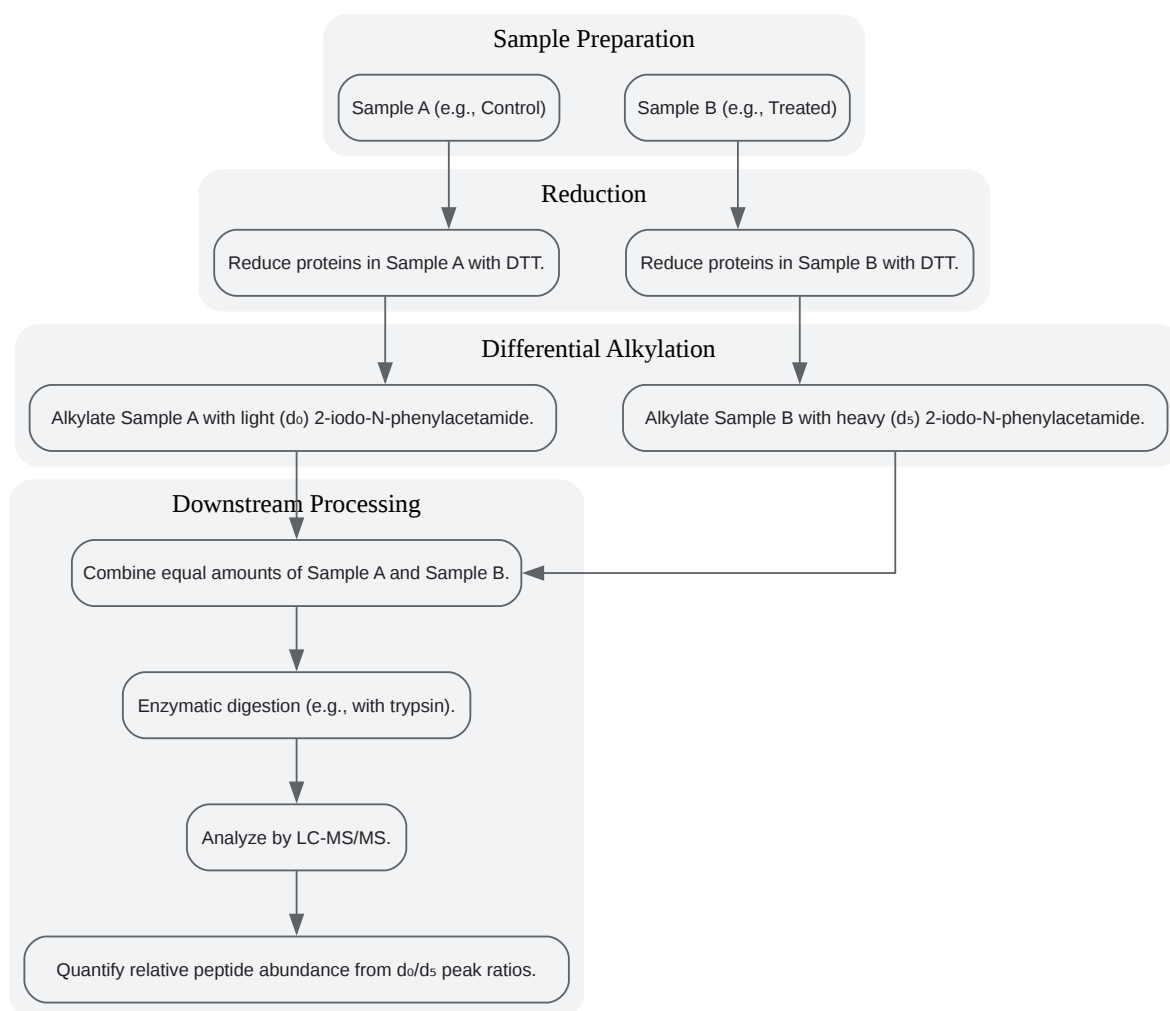 Sample Preparation
Sample A (e.g., Control)
Sample B (e.g., Treated)
Reduction
Reduce proteins in Sample A with DTT.
Reduce proteins in Sample B with DTT.
Differential Alkylation
Alkylate Sample A with light (d₀) 2-iodo-N-phenylacetamide.
Alkylate Sample B with heavy (d₅) 2-iodo-N-phenylacetamide.
Downstream Processing
Combine equal amounts of Sample A and Sample B.
Enzymatic digestion (e.g., with trypsin).
Analyze by LC-MS/MS.
Quantify relative peptide abundance from d₀/d₅ peak ratios.